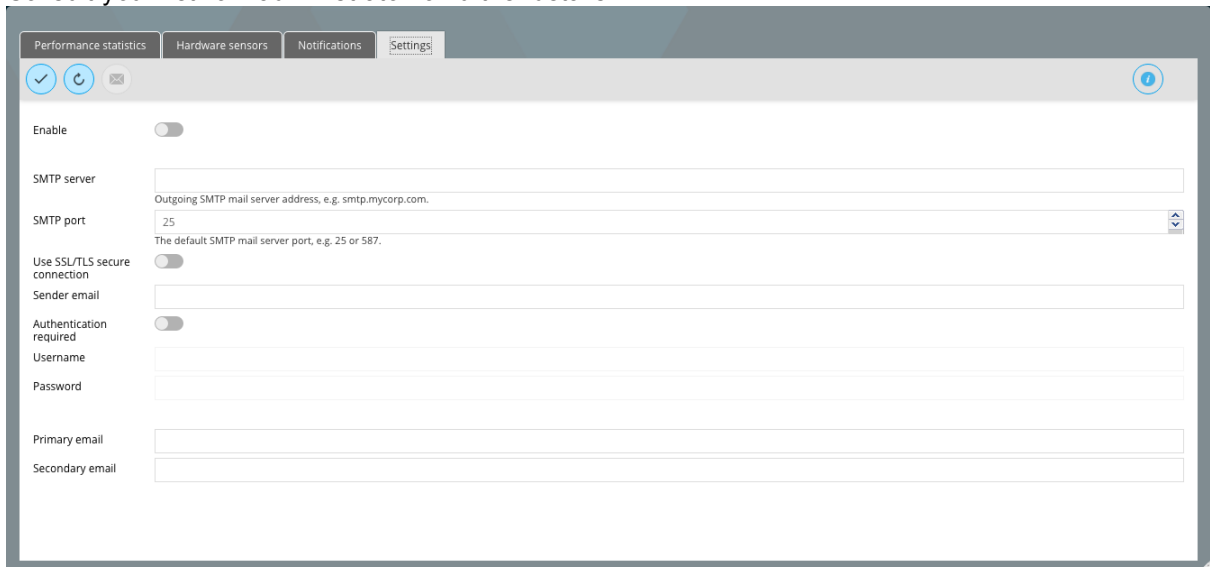 Performance statistics Hardware sensors Notifications Settings
Enable
SMTP server
Outgoing SMTP mail server address, e.g. smtp.mycorp.com.
SMTP port 25
The default SMTP mail server port, e.g. 25 or 587.
Use SSL/TLS secure
connection
Sender email
Authentication
required
Username
Password
Primary email
Secondary email